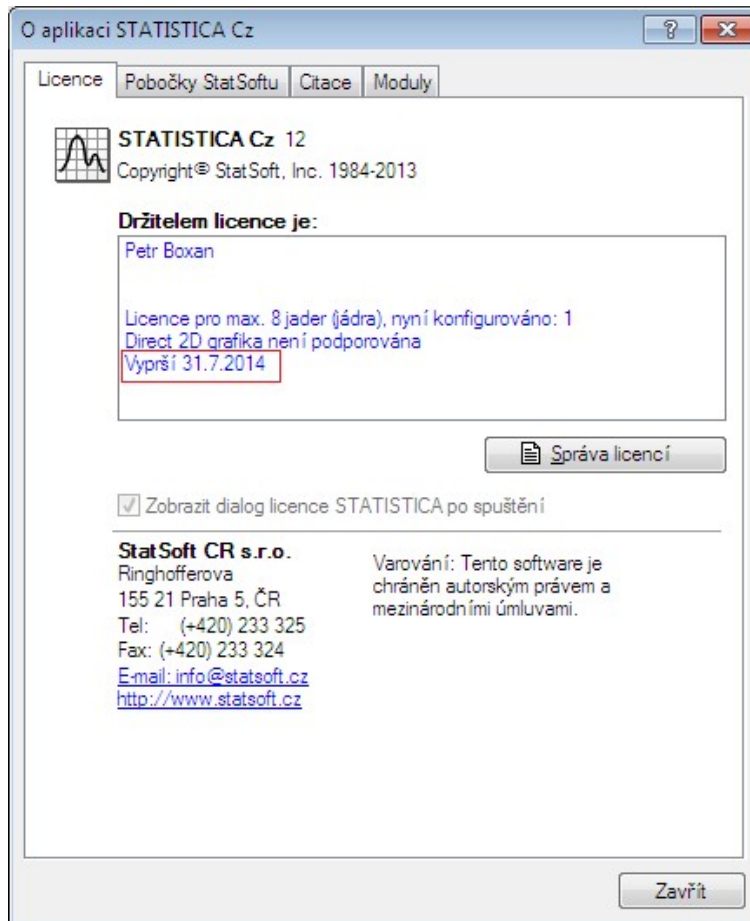 O aplikaci STATISTICA Cz
Licence Pobočky StatSoftu Citace Moduly
STATISTICA Cz 12
Copyright© StatSoft, Inc. 1984-2013
Držitelem licence je:
Petr Boxan
Licence pro max. 8 jader (jádra), nyní konfigurováno: 1
Direct 2D grafika není podporována
Vyprší 31.7.2014
Správa licencí
Zobrazit dialog licence STATISTICA po spuštění
StatSoft CR s.r.o.
Ringhofferova
155 21 Praha 5, ČR
Tel: (+420) 233 325
Fax: (+420) 233 324
E-mail: info@statsoft.cz
http://www.statsoft.cz
Varování: Tento software je
chráněn autorským právem a
mezinárodními úmluvami.
Zavřít